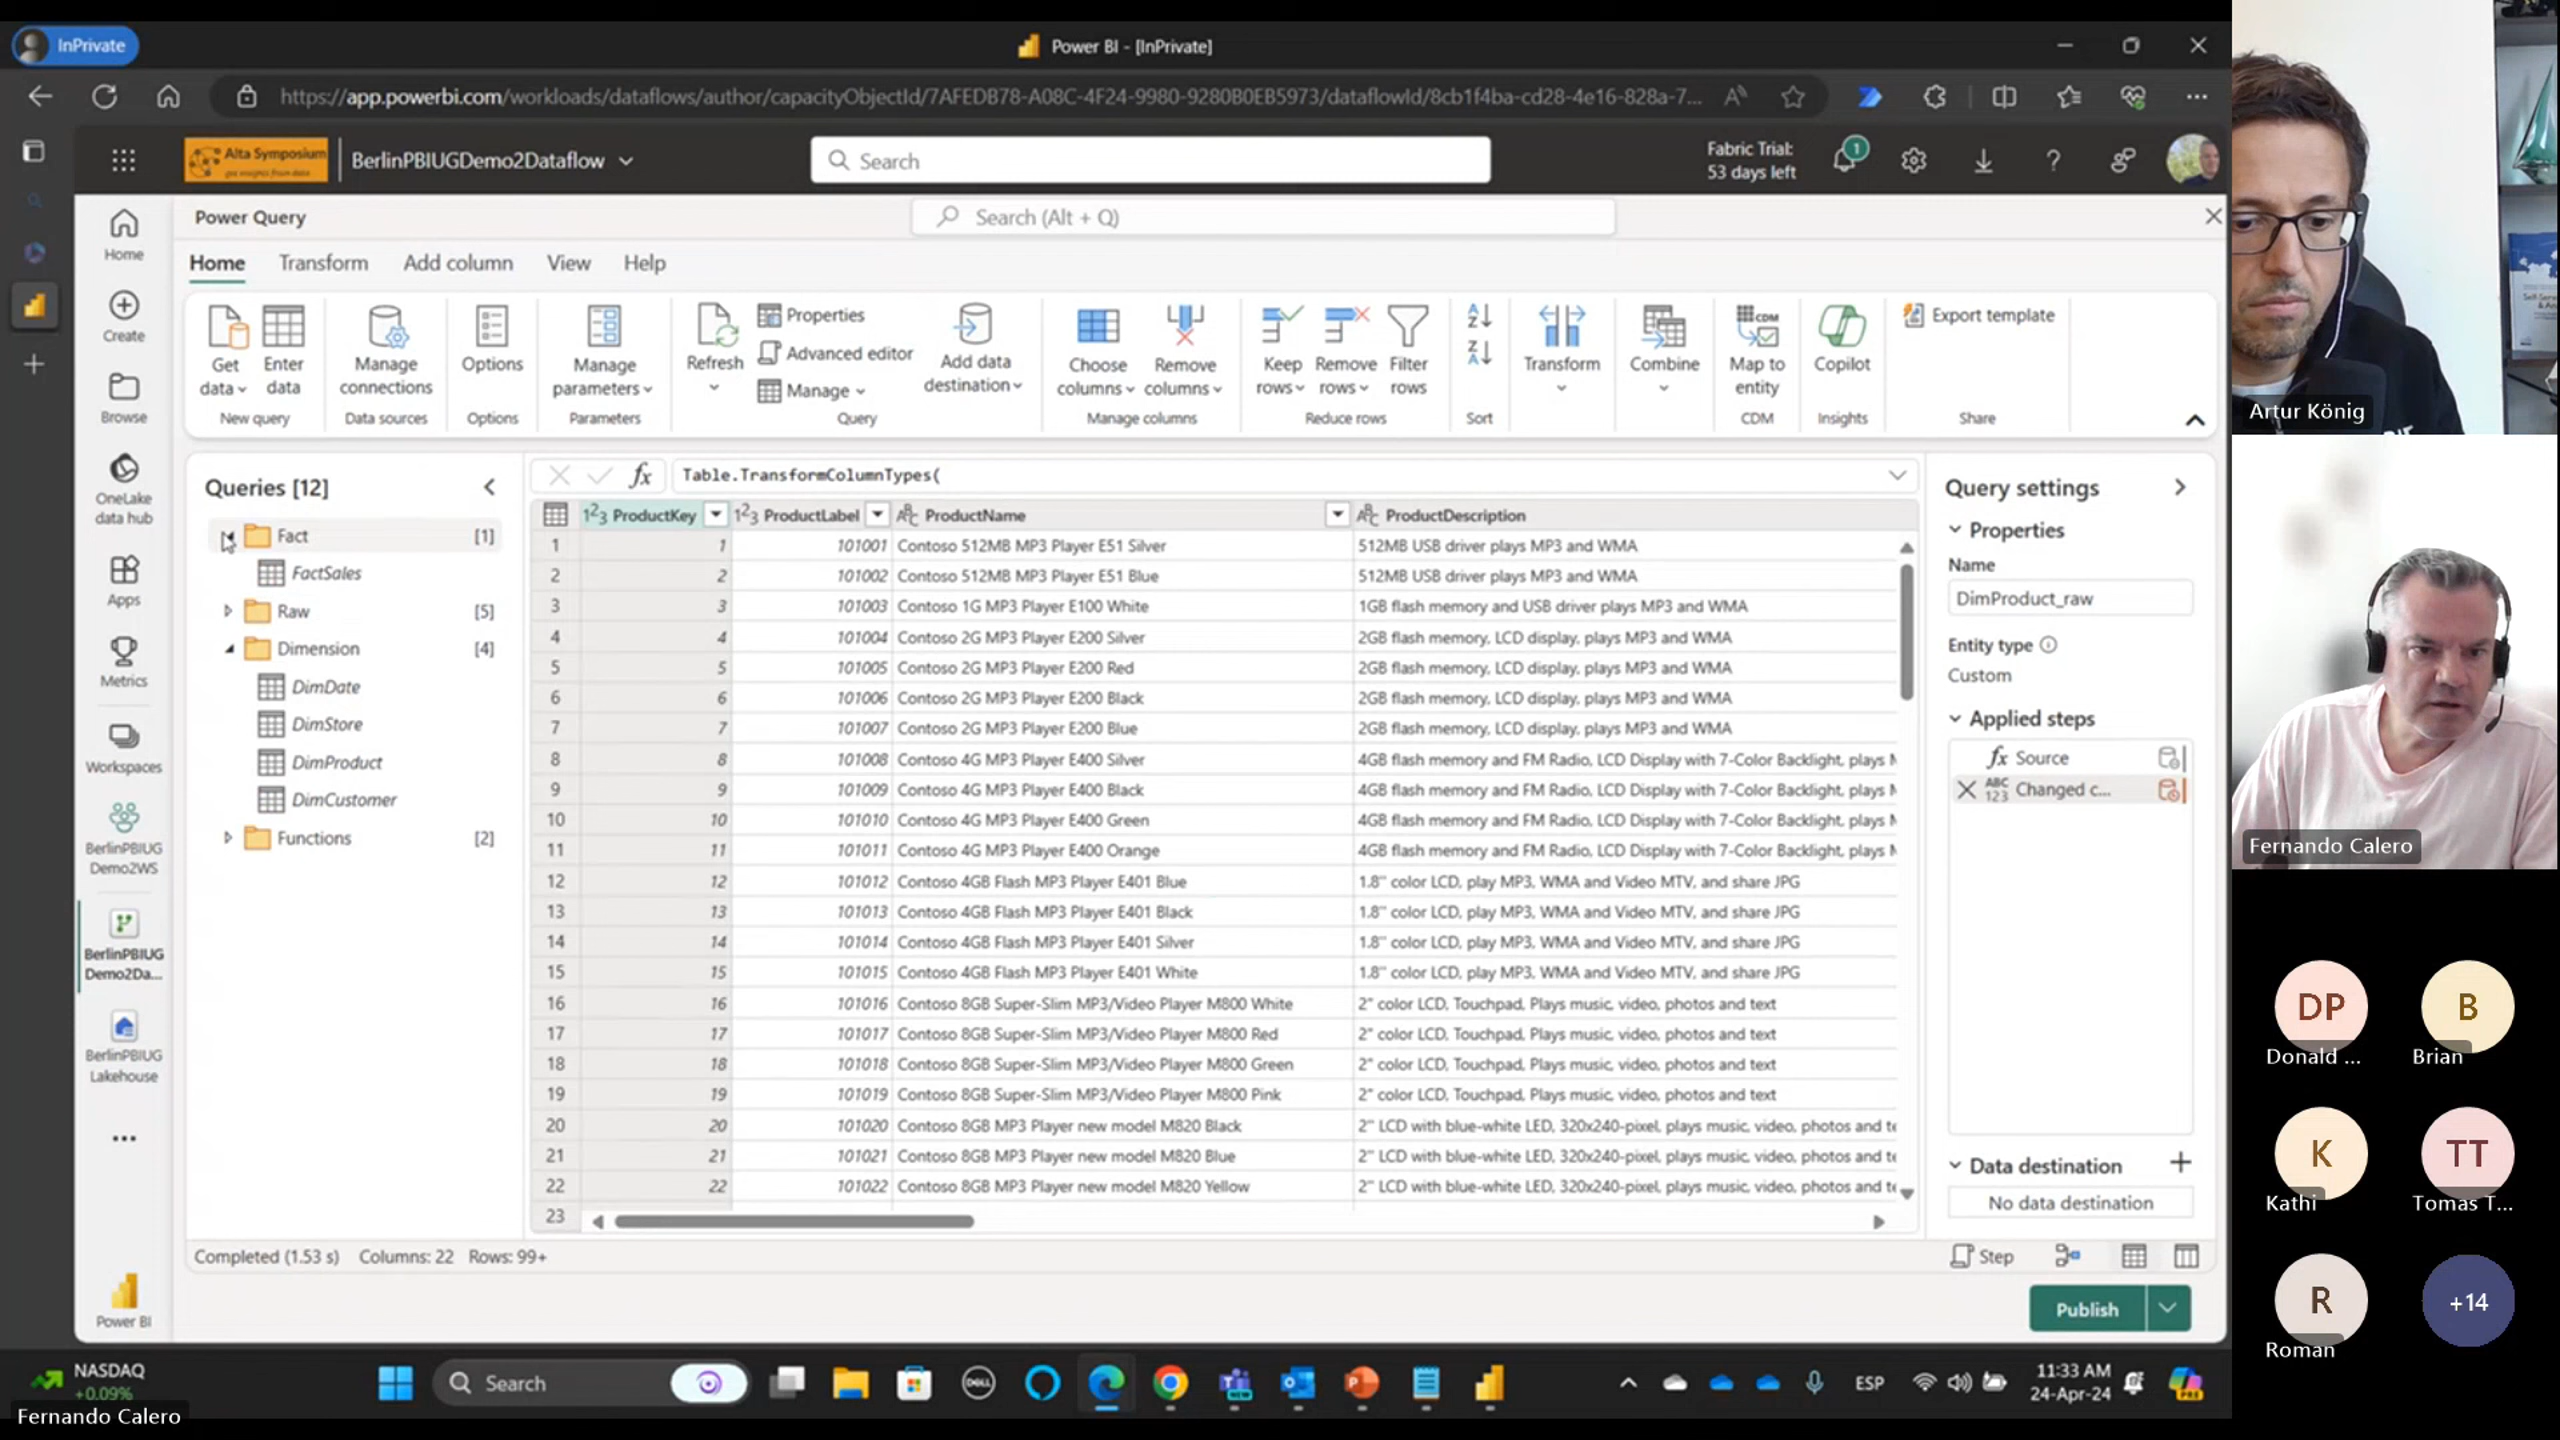 InPrivate
Power BI - [InPrivate]
https://app.powerbi.com/workloads/dataflows/author/capacityObjectId/7AFEDB78-A08C-4F24-9980-9280B0EB5973/dataflowId/8cb1f4ba-cd28-4e16-828a-7...
Alta Symposium
get insights from data
BerlinPBIUGDemo2Dataflow
Search
Fabric Trial:
53 days left
1
Power Query
Search (Alt + Q)
Home Transform Add column View Help
Get data
Enter data
New query
Manage connections
Data sources
Options
Options
Manage parameters
Parameters
Refresh
Properties
Advanced editor
Manage
Add data destination
Query
Choose columns
Remove columns
Manage columns
Keep rows
Remove rows
Filter rows
Reduce rows
Sort
Transform
Combine
Map to entity
CDM
Copilot
Insights
Export template
Share
Home
Create
Browse
OneLake data hub
Apps
Metrics
Workspaces
BerlinPBIUG Demo2WS
BerlinPBIUG Demo2Da...
BerlinPBIUG Lakehouse
Power BI
Queries [12]
Fact [1]
FactSales
Raw [5]
Dimension [4]
DimDate
DimStore
DimProduct
DimCustomer
Functions [2]
fx Table.TransformColumnTypes(
ProductKey ProductLabel ProductName ProductDescription
1 1 101001 Contoso 512MB MP3 Player E51 Silver 512MB USB driver plays MP3 and WMA
2 2 101002 Contoso 512MB MP3 Player E51 Blue 512MB USB driver plays MP3 and WMA
3 3 101003 Contoso 1G MP3 Player E100 White 1GB flash memory and USB driver plays MP3 and WMA
4 4 101004 Contoso 2G MP3 Player E200 Silver 2GB flash memory, LCD display, plays MP3 and WMA
5 5 101005 Contoso 2G MP3 Player E200 Red 2GB flash memory, LCD display, plays MP3 and WMA
6 6 101006 Contoso 2G MP3 Player E200 Black 2GB flash memory, LCD display, plays MP3 and WMA
7 7 101007 Contoso 2G MP3 Player E200 Blue 2GB flash memory, LCD display, plays MP3 and WMA
8 8 101008 Contoso 4G MP3 Player E400 Silver 4GB flash memory and FM Radio, LCD Display with 7-Color Backlight, plays
9 9 101009 Contoso 4G MP3 Player E400 Black 4GB flash memory and FM Radio, LCD Display with 7-Color Backlight, plays
10 10 101010 Contoso 4G MP3 Player E400 Green 4GB flash memory and FM Radio, LCD Display with 7-Color Backlight, plays
11 11 101011 Contoso 4G MP3 Player E400 Orange 4GB flash memory and FM Radio, LCD Display with 7-Color Backlight, plays
12 12 101012 Contoso 4GB Flash MP3 Player E401 Blue 1.8" color LCD, play MP3, WMA and Video MTV, and share JPG
13 13 101013 Contoso 4GB Flash MP3 Player E401 Black 1.8" color LCD, play MP3, WMA and Video MTV, and share JPG
14 14 101014 Contoso 4GB Flash MP3 Player E401 Silver 1.8" color LCD, play MP3, WMA and Video MTV, and share JPG
15 15 101015 Contoso 4GB Flash MP3 Player E401 White 1.8" color LCD, play MP3, WMA and Video MTV, and share JPG
16 16 101016 Contoso 8GB Super-Slim MP3/Video Player M800 White 2" color LCD, Touchpad, Plays music, video, photos and text
17 17 101017 Contoso 8GB Super-Slim MP3/Video Player M800 Red 2" color LCD, Touchpad, Plays music, video, photos and text
18 18 101018 Contoso 8GB Super-Slim MP3/Video Player M800 Green 2" color LCD, Touchpad, Plays music, video, photos and text
19 19 101019 Contoso 8GB Super-Slim MP3/Video Player M800 Pink 2" color LCD, Touchpad, Plays music, video, photos and text
20 20 101020 Contoso 8GB MP3 Player new model M820 Black 2" LCD with blue-white LED, 320x240-pixel, plays music, video, photos and te
21 21 101021 Contoso 8GB MP3 Player new model M820 Blue 2" LCD with blue-white LED, 320x240-pixel, plays music, video, photos and te
22 22 101022 Contoso 8GB MP3 Player new model M820 Yellow 2" LCD with blue-white LED, 320x240-pixel, plays music, video, photos and te
23
Completed (1.53 s) Columns: 22 Rows: 99+
Query settings
Properties
Name
DimProduct_raw
Entity type
Custom
Applied steps
fx Source
ABC 123 Changed c...
Data destination
No data destination
Step
Publish
NASDAQ
+0.09%
Search
DELL
ESP
11:33 AM
24-Apr-24
PRE
Fernando Calero
Artur König
Fernando Calero
DP
Donald ...
B
Brian
K
Kathi
TT
Tomas T...
R
Roman
+14